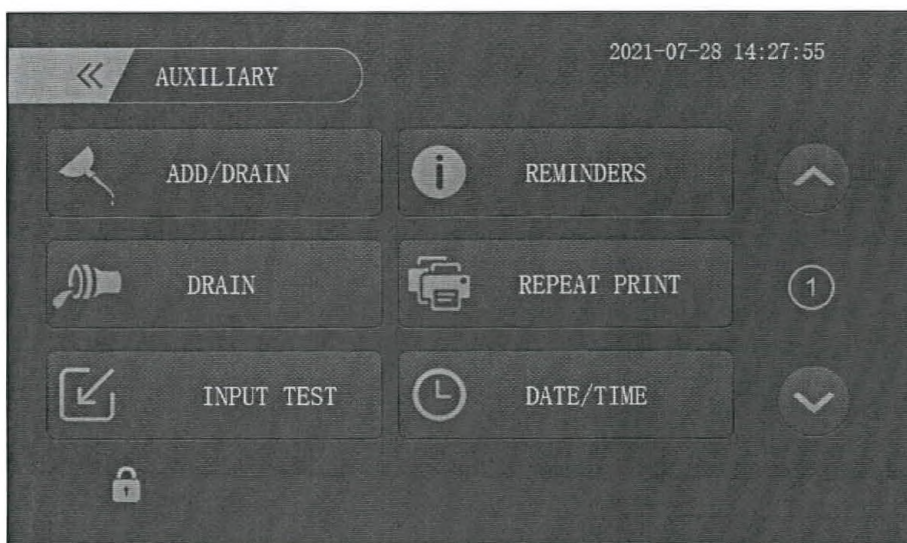 2021-07-28 14:27:55
AUXILIARY
ADD/DRAIN
REMINDERS
DRAIN
REPEAT PRINT
1
INPUT TEST
DATE/TIME